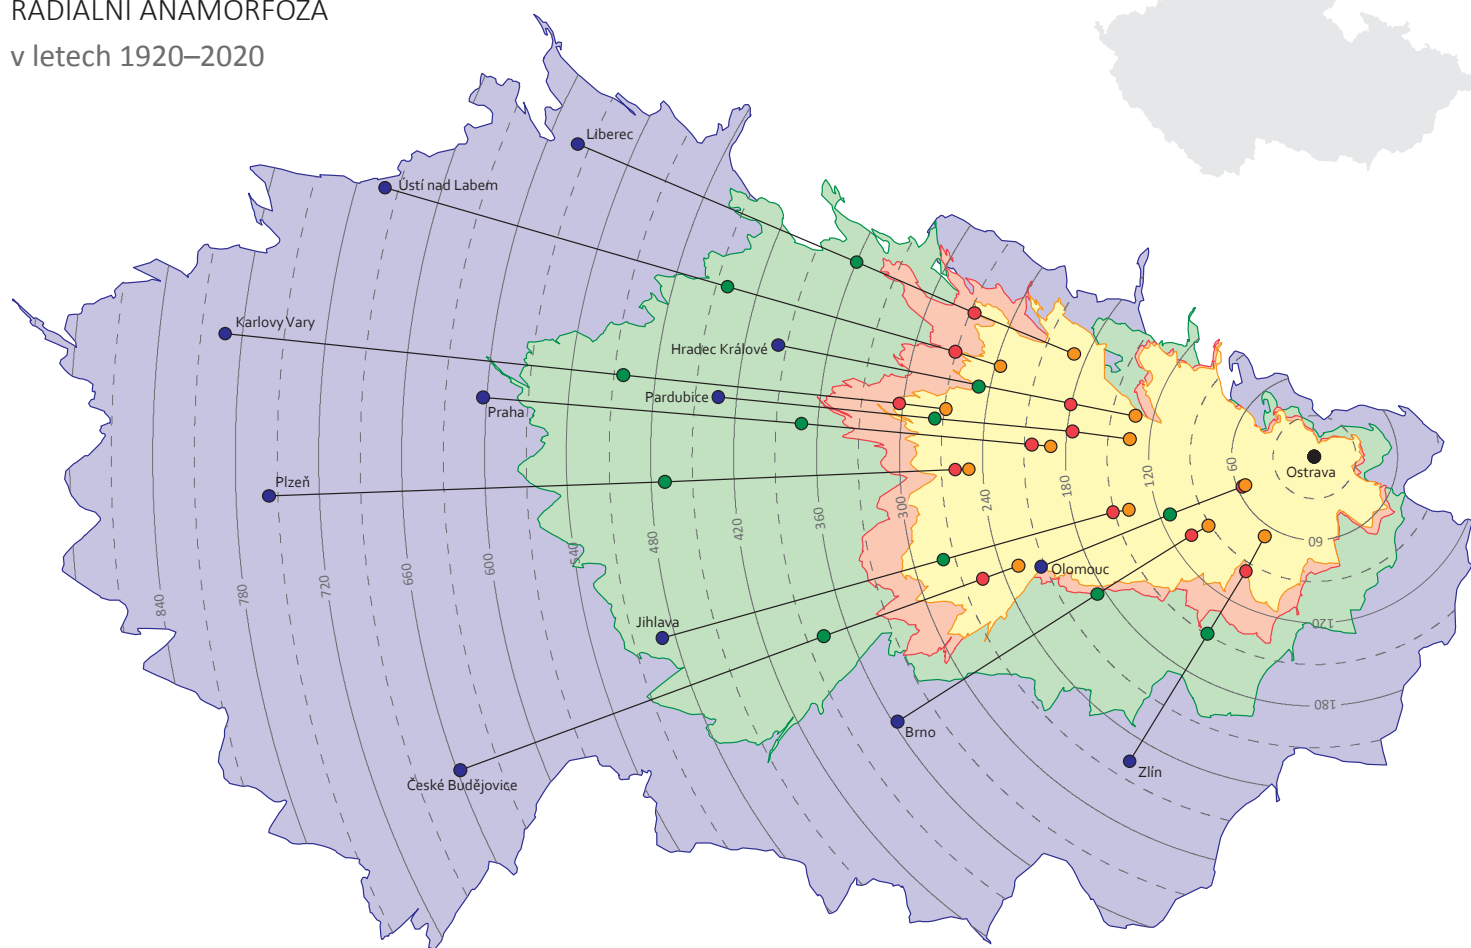 RADIÁLNÍ ANAMORFÓZA
v letech 1920–2020
Liberec
Ústí nad Labem
Karlovy Vary
Hradec Králové
Pardubice
Praha
Ostrava
Plzeň
Olomouc
Jihlava
Brno
Zlín
České Budějovice
840
780
720
660
600
540
480
420
360
300
240
180
120
60
60
120
180